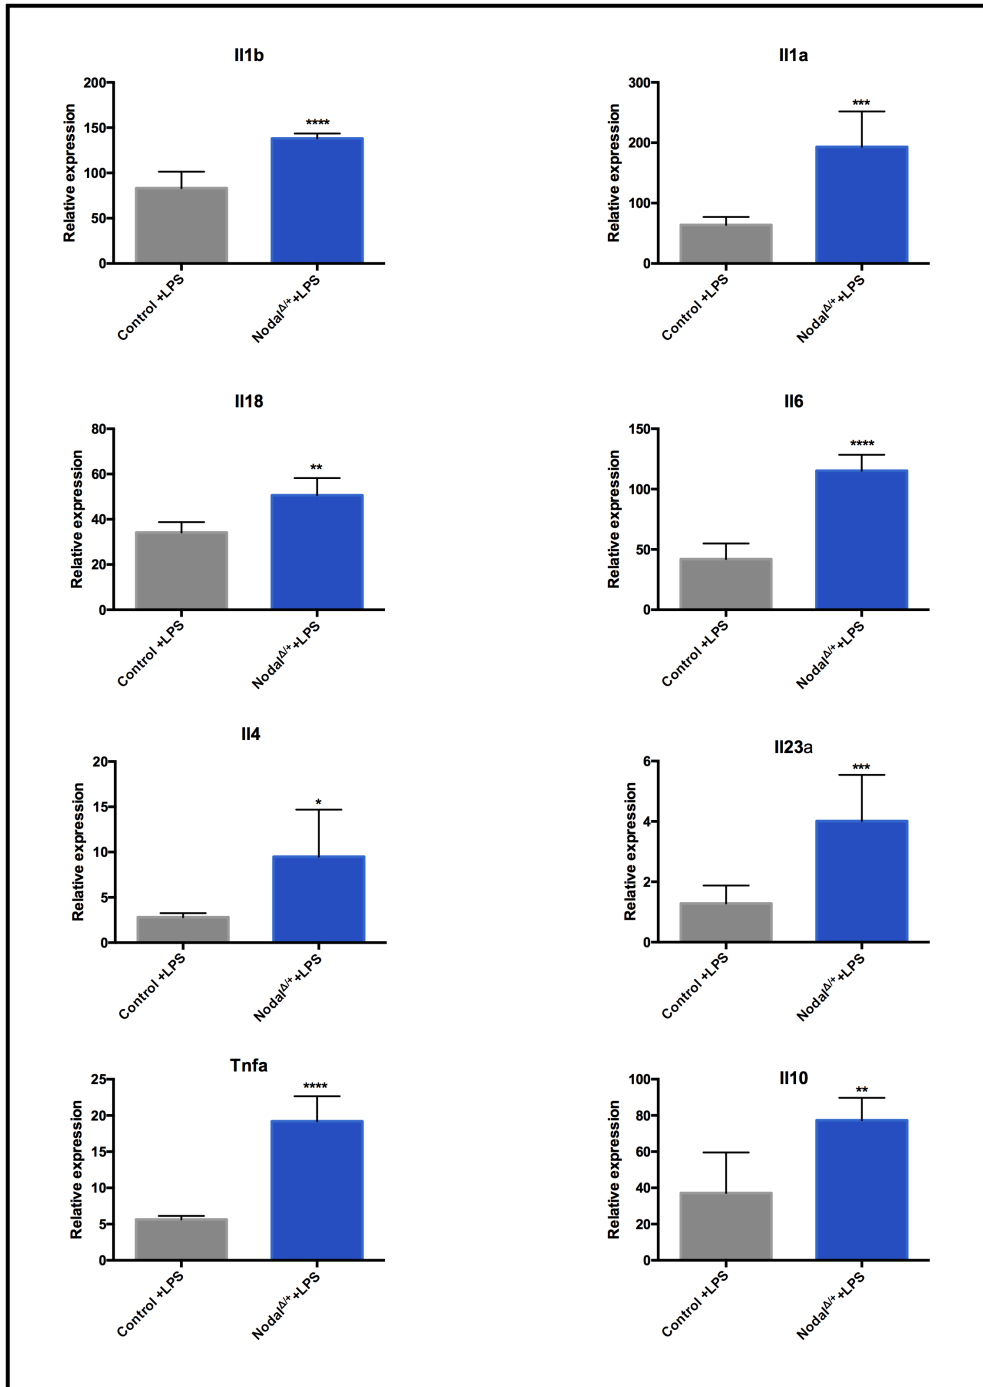 Il1b
Relative expression
200
150
100
50
0
****
Control +LPS
NodalΔ/++LPS
Il1a
Relative expression
300
200
100
0
***
Control +LPS
NodalΔ/++LPS
Il18
Relative expression
80
60
40
20
0
**
Control +LPS
NodalΔ/++LPS
Il6
Relative expression
150
100
50
0
****
Control +LPS
NodalΔ/++LPS
Il4
Relative expression
20
15
10
5
0
*
Control +LPS
NodalΔ/++LPS
Il23a
Relative expression
6
4
2
0
***
Control +LPS
NodalΔ/++LPS
Tnfa
Relative expression
25
20
15
10
5
0
****
Control +LPS
NodalΔ/++LPS
Il10
Relative expression
100
80
60
40
20
0
**
Control +LPS
NodalΔ/++LPS